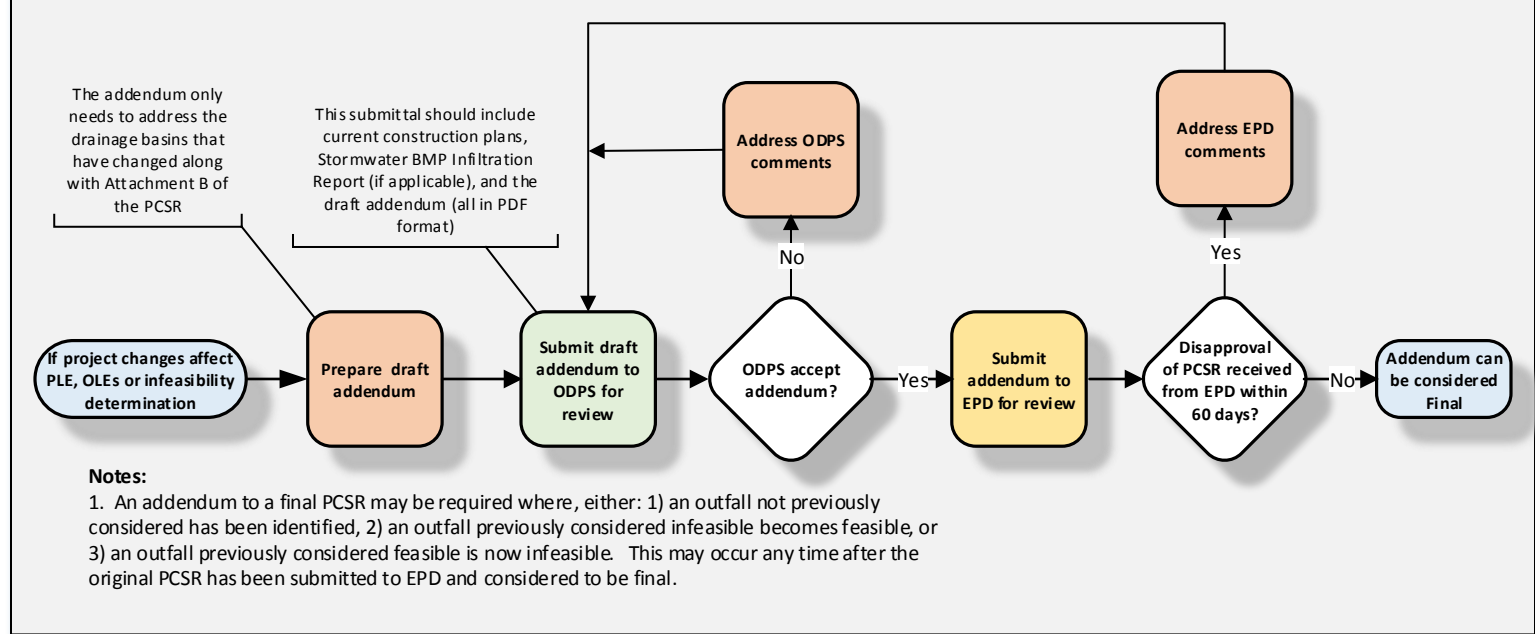 The addendum only
needs to address the
drainage basins that
have changed along
with Attachment B of
the PCSR
This submittal should include
current construction plans,
Stormwater BMP Infiltration
Report (if applicable), and the
draft addendum (all in PDF
format)
Address ODPS
comments
Address EPD
comments
No
Yes
If project changes affect
PLE, OLEs or infeasibility
determination
Prepare draft
addendum
Submit draft
addendum to
ODPS for
review
ODPS accept
addendum?
Yes
Submit
addendum to
EPD for review
Disapproval
of PCSR received
from EPD within
60 days?
No
Addendum can
be considered
Final
Notes:
1. An addendum to a final PCSR may be required where, either: 1) an outfall not previously
considered has been identified, 2) an outfall previously considered infeasible becomes feasible, or
3) an outfall previously considered feasible is now infeasible. This may occur any time after the
original PCSR has been submitted to EPD and considered to be final.